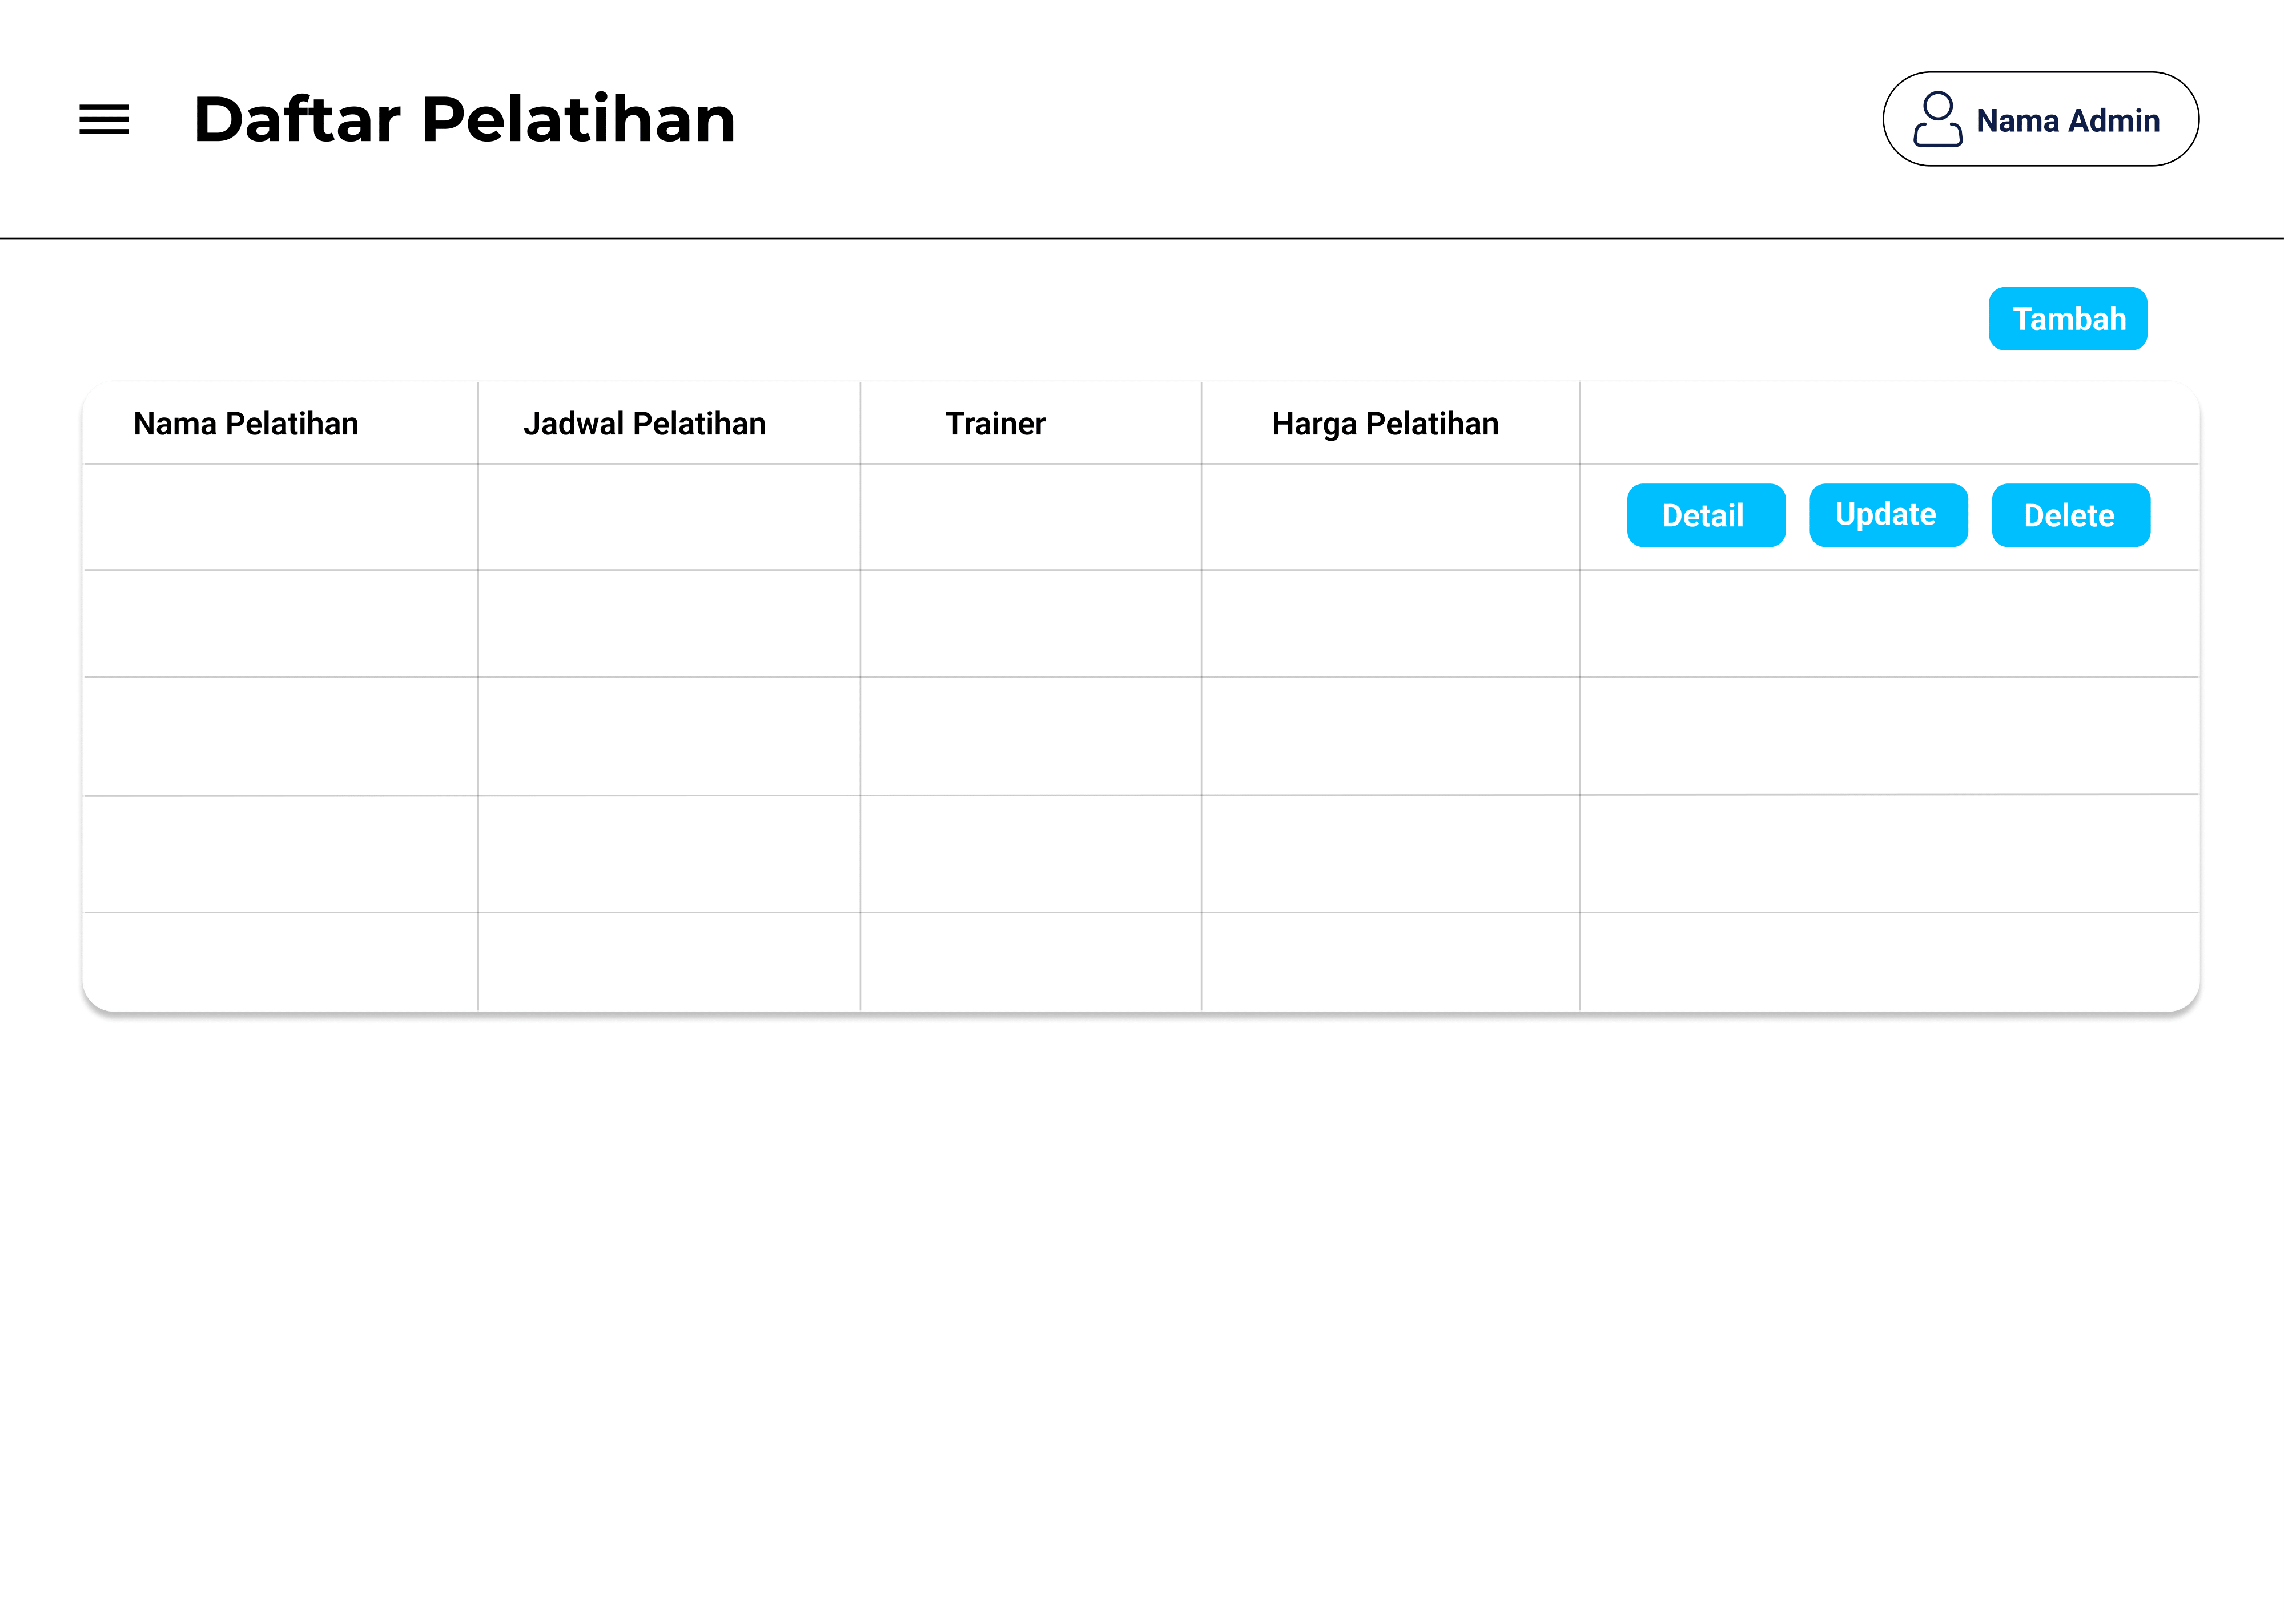 Daftar Pelatihan
Nama Admin
Tambah
Nama Pelatihan
Jadwal Pelatihan
Trainer
Harga Pelatihan
Detail
Update
Delete